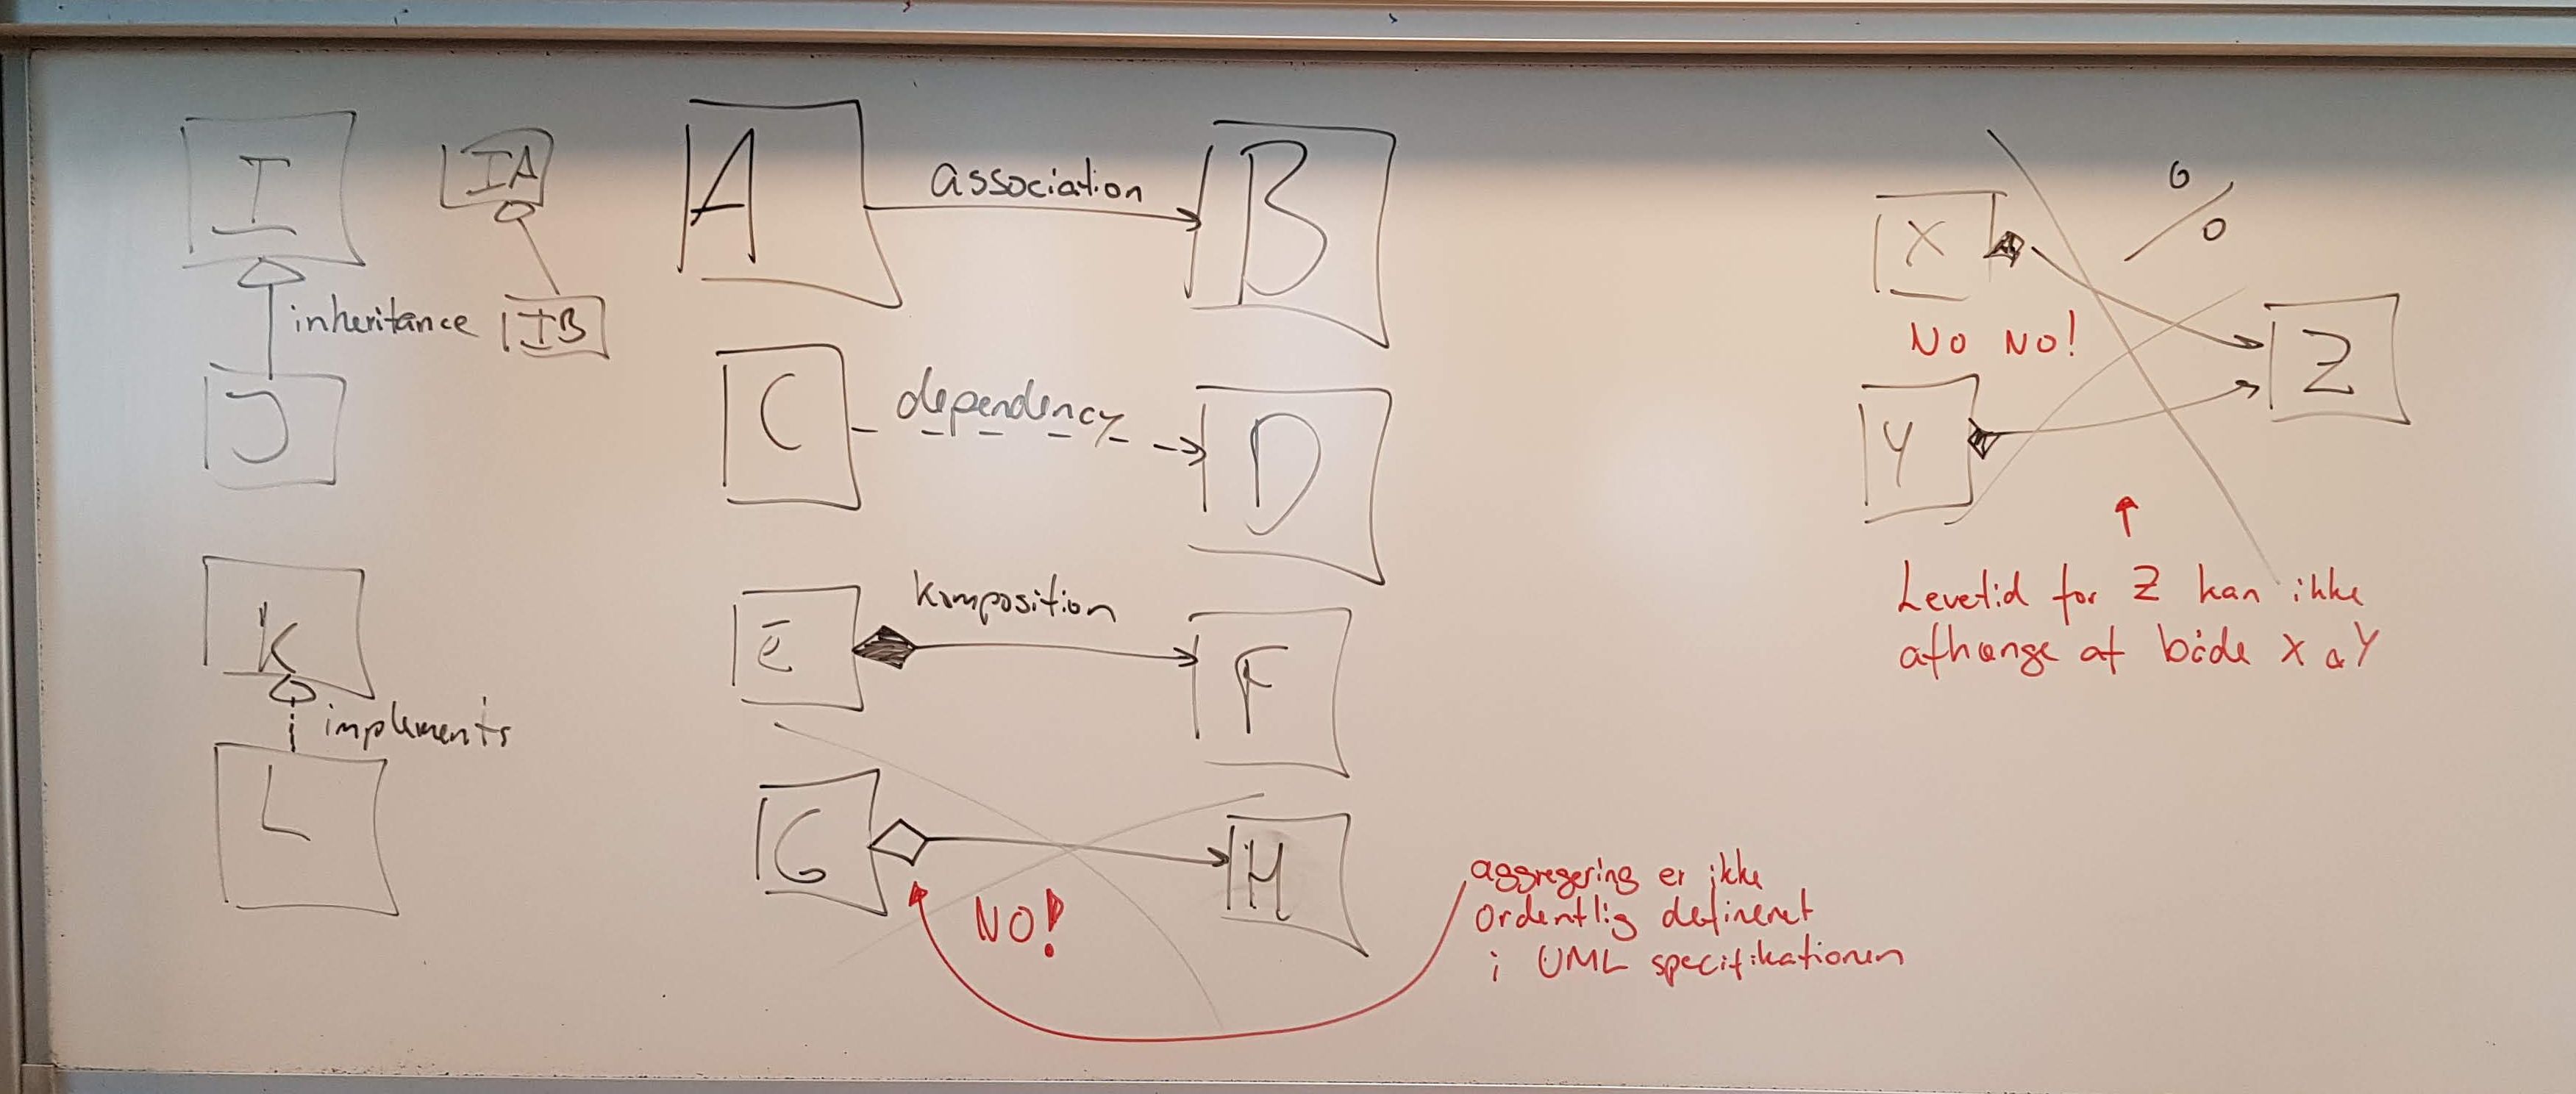 I
IA
inheritance
IB
J
K
implements
L
A
association
B
C
dependency
D
E
komposition
F
G
H
NO!
aggregering er ikke
ordentlig defineret
i UML specifikationen
X
%
NO NO!
Z
Y
Levetid for Z kan ikke
afhænge af både X & Y